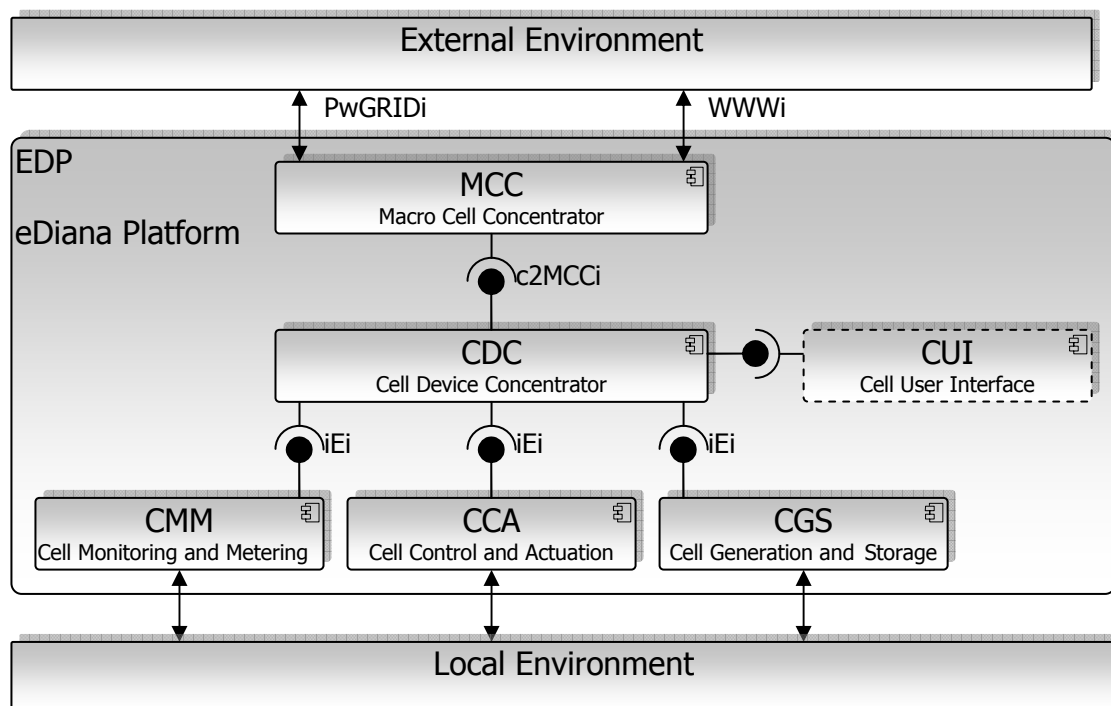 External Environment
PwGRIDi
WWWi
EDP
eDiana Platform
MCC
Macro Cell Concentrator
c2MCCi
CDC
Cell Device Concentrator
CUI
Cell User Interface
iEi
iEi
iEi
CMM
Cell Monitoring and Metering
CCA
Cell Control and Actuation
CGS
Cell Generation and Storage
Local Environment